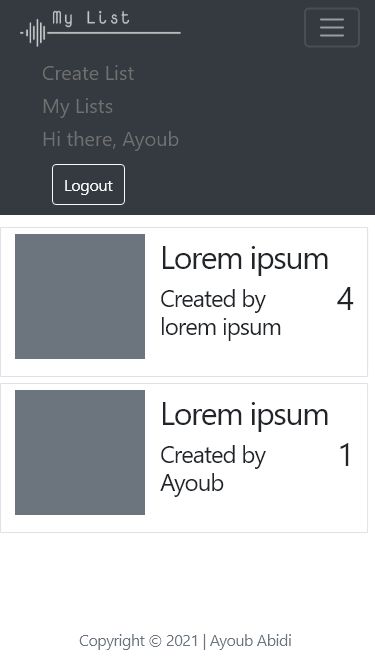 My List
Create List
My Lists
Hi there, Ayoub
Logout
Lorem ipsum
Created by
lorem ipsum
4
Lorem ipsum
Created by
Ayoub
1
Copyright © 2021 | Ayoub Abidi